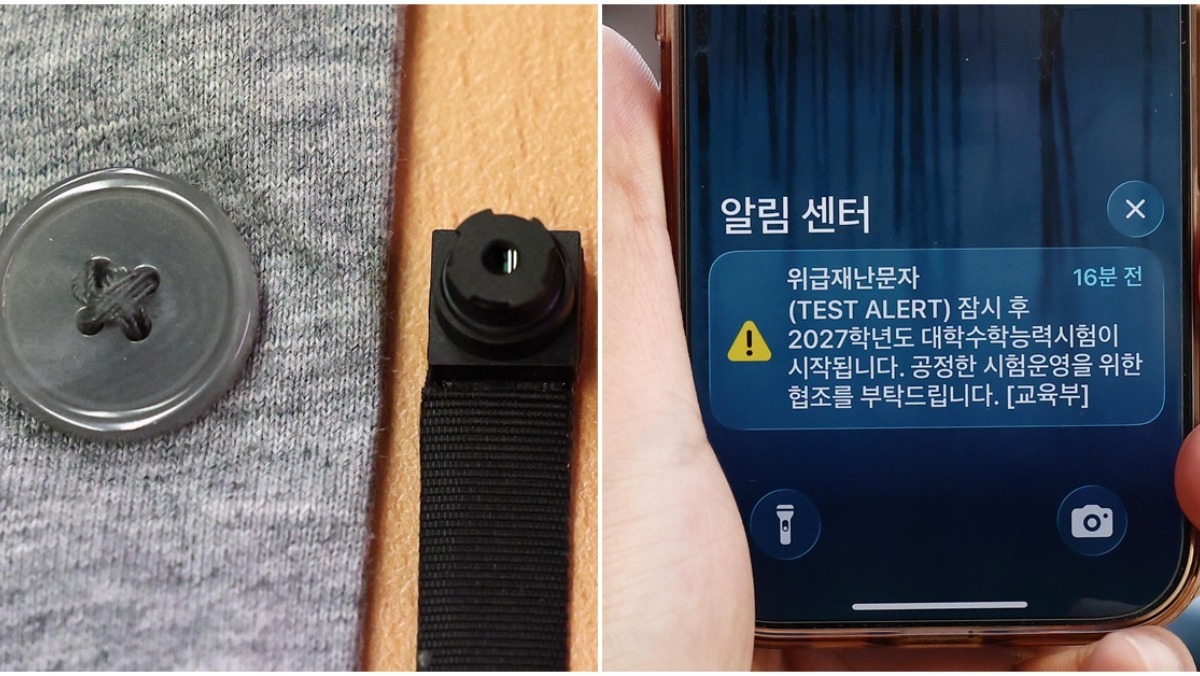 알림 센터
위급재난문자
16분 전
(TEST ALERT) 잠시 후
2027학년도 대학수학능력시험이
시작됩니다. 공정한 시험운영을 위한
협조를 부탁드립니다. [교육부]